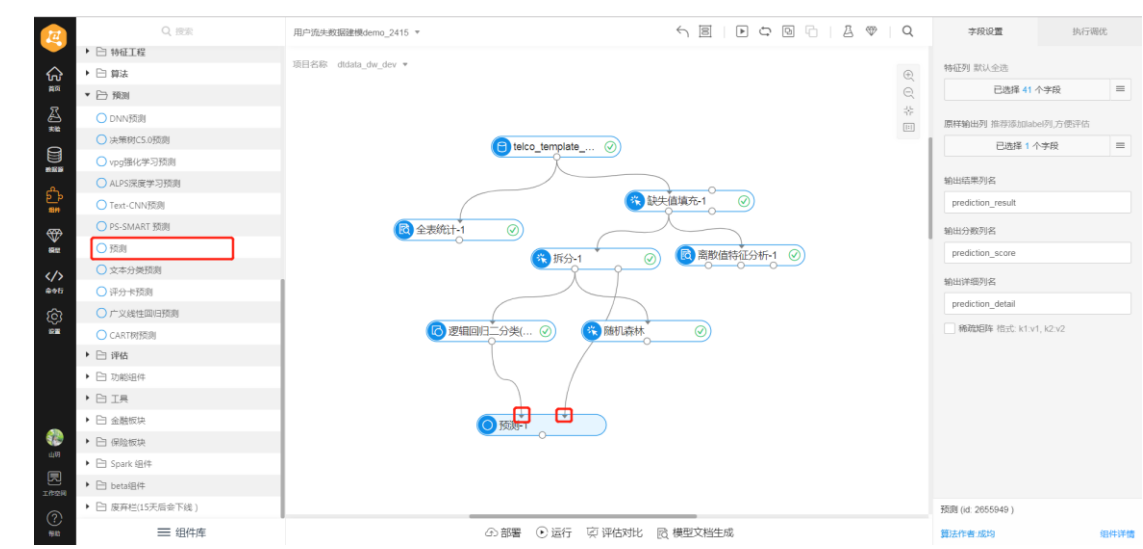 搜索
用户流失数据建模demo_2415
字段设置
执行调优
首页
实验
数据源
组件
模型
命令行
设置
山明
工作空间
帮助
特征工程
算法
预测
DNN预测
决策树C5.0预测
vpg强化学习预测
ALPS深度学习预测
Text-CNN预测
PS-SMART 预测
预测
文本分类预测
评分卡预测
广义线性回归预测
CART树预测
评估
功能组件
工具
金融板块
保险板块
Spark 组件
beta组件
废弃栏(15天后会下线)
组件库
项目名称 dtdata_dw_dev
telco_template_...
缺失值填充-1
全表统计-1
拆分-1
离散值特征分析-1
逻辑回归二分类(...
随机森林
预测-1
部署
运行
评估对比
模型文档生成
特征列 默认全选
已选择 41 个字段
原样输出列 推荐添加label列,方便评估
已选择 1 个字段
输出结果列名
prediction_result
输出分数列名
prediction_score
输出详细列名
prediction_detail
稀疏矩阵 格式: k1:v1, k2:v2
预测 (id: 2655949 )
算法作者:成均
组件详情